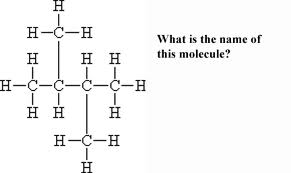 H
H—C—H
H H H
H—C—C—C—C—H
H H H H
H—C—H
H
What is the name of
this molecule?